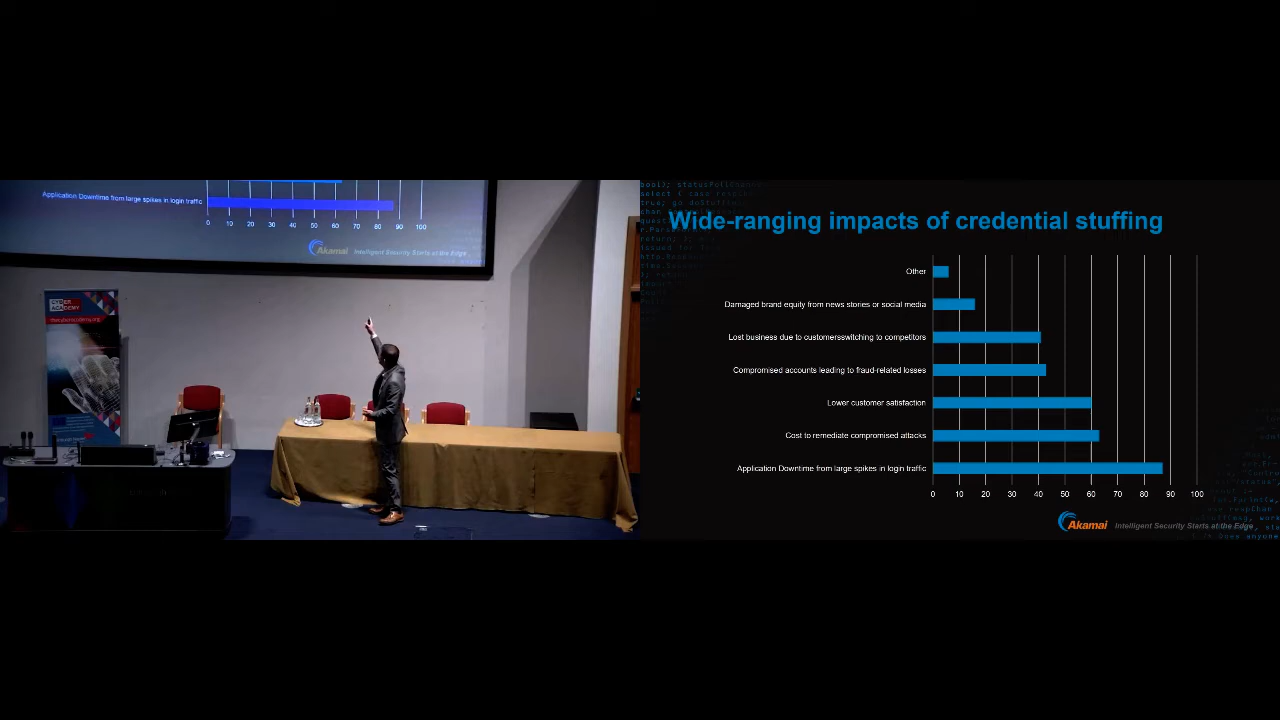 Application Downtime from large spikes in login traffic
0 10 20 30 40 50 60 70 80 90 100
Akamai Intelligent Security Starts at the Edge
ACADEMY
Wide-ranging impacts of credential stuffing
Other
Damaged brand equity from news stories or social media
Lost business due to customersswitching to competitors
Compromised accounts leading to fraud-related losses
Lower customer satisfaction
Cost to remediate compromised attacks
Application Downtime from large spikes in login traffic
0 10 20 30 40 50 60 70 80 90 100
Akamai Intelligent Security Starts at the Edge